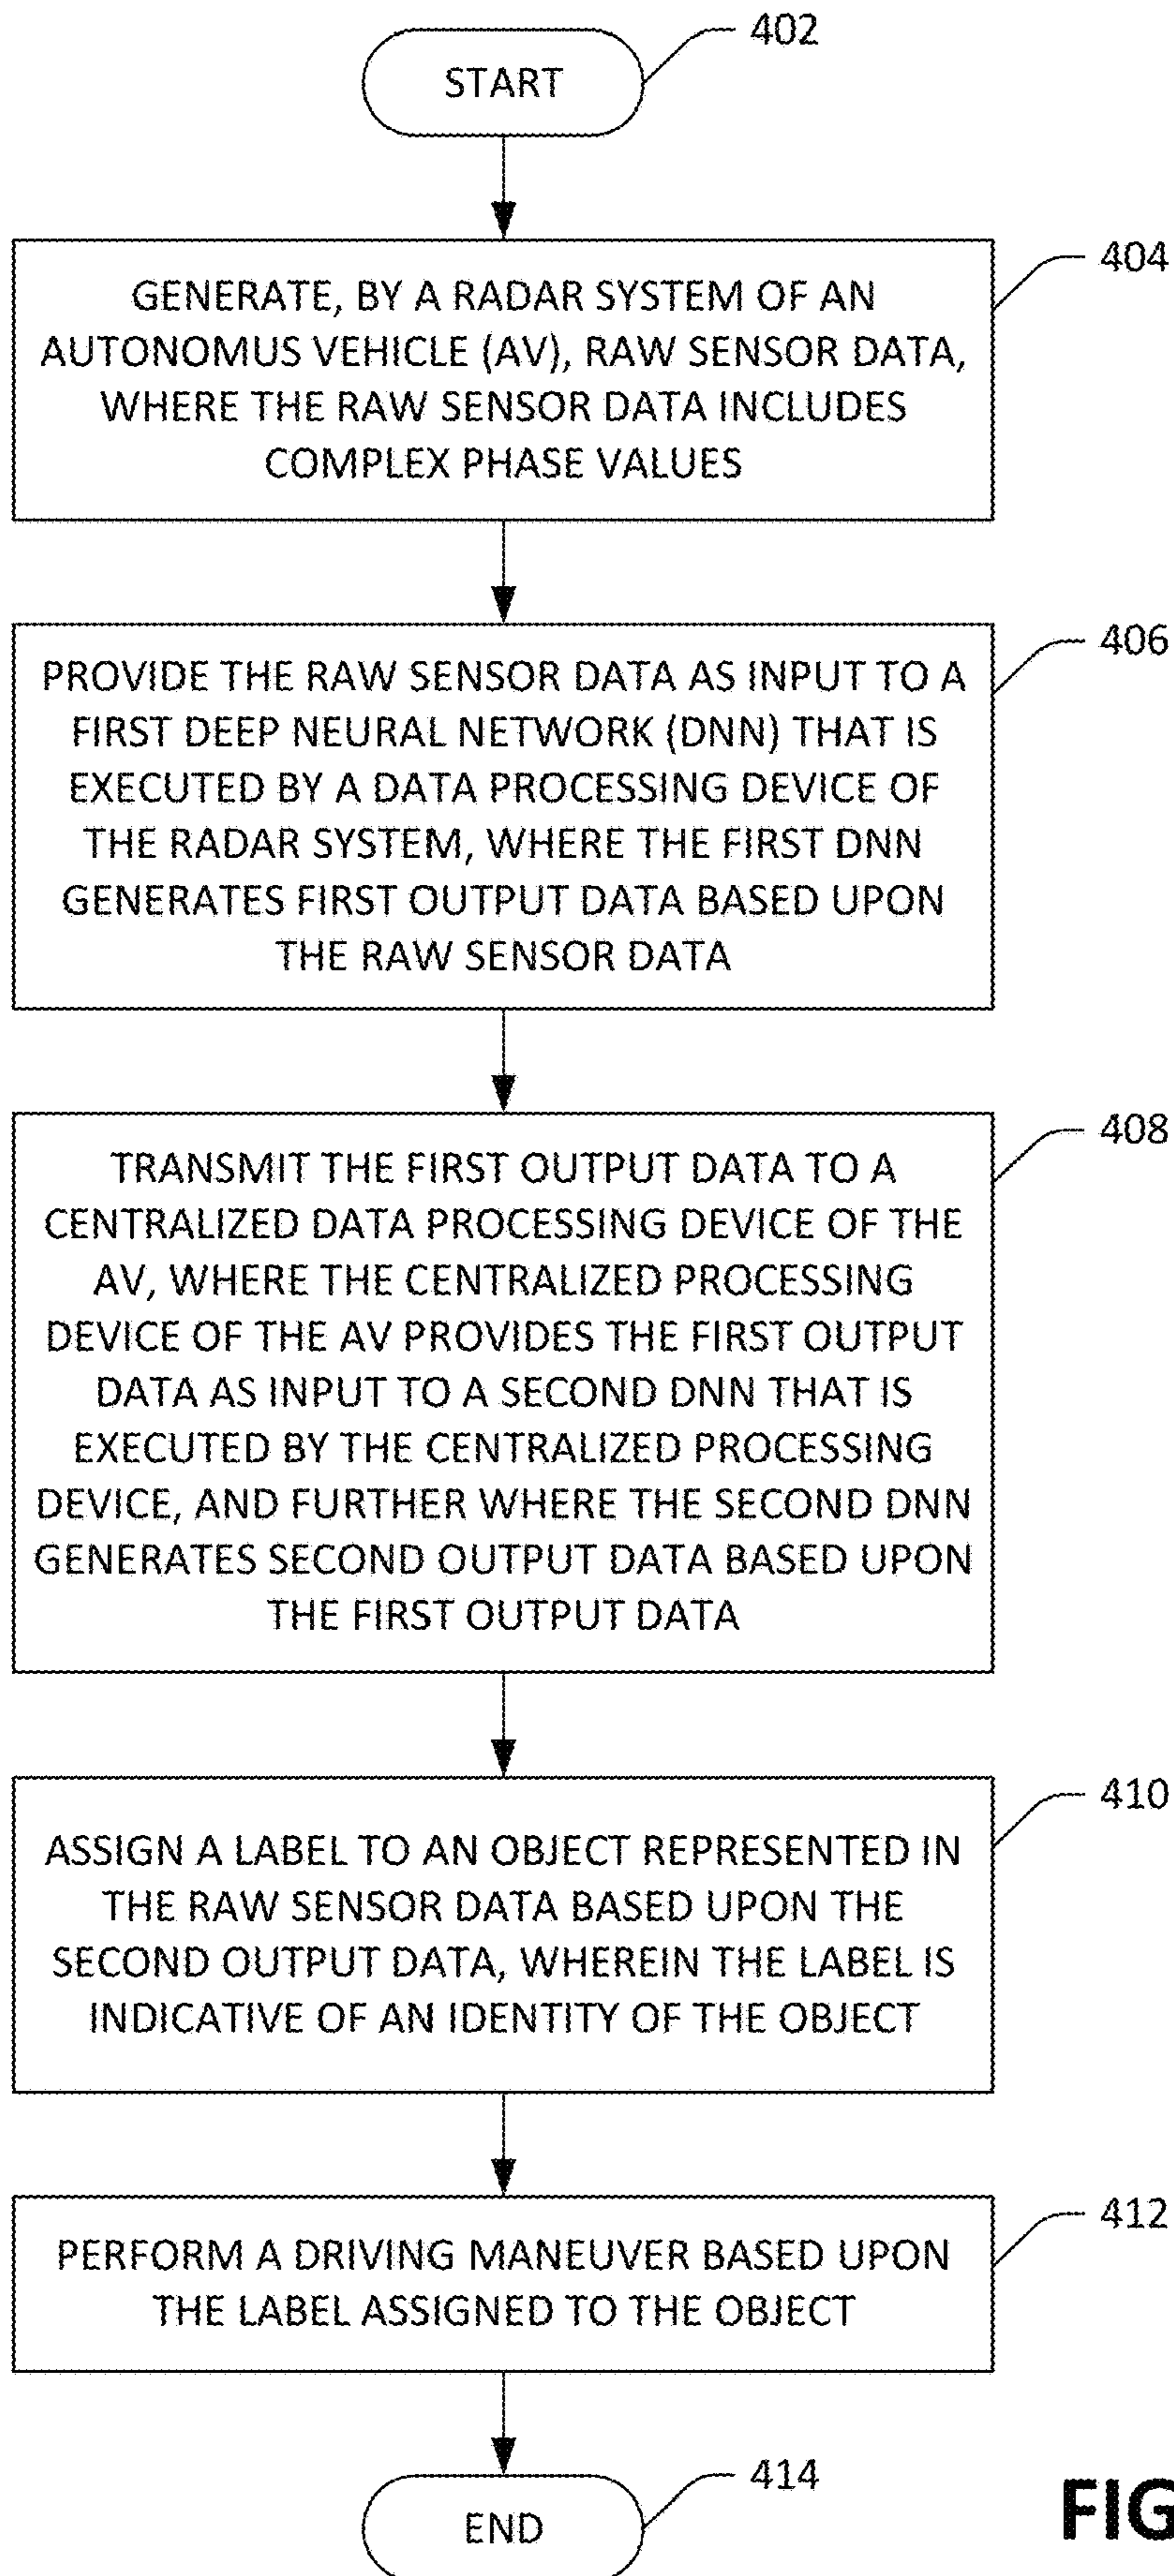 402
START
404
GENERATE, BY A RADAR SYSTEM OF AN
AUTONOMUS VEHICLE (AV), RAW SENSOR DATA,
WHERE THE RAW SENSOR DATA INCLUDES
COMPLEX PHASE VALUES
406
PROVIDE THE RAW SENSOR DATA AS INPUT TO A
FIRST DEEP NEURAL NETWORK (DNN) THAT IS
EXECUTED BY A DATA PROCESSING DEVICE OF
THE RADAR SYSTEM, WHERE THE FIRST DNN
GENERATES FIRST OUTPUT DATA BASED UPON
THE RAW SENSOR DATA
408
TRANSMIT THE FIRST OUTPUT DATA TO A
CENTRALIZED DATA PROCESSING DEVICE OF THE
AV, WHERE THE CENTRALIZED PROCESSING
DEVICE OF THE AV PROVIDES THE FIRST OUTPUT
DATA AS INPUT TO A SECOND DNN THAT IS
EXECUTED BY THE CENTRALIZED PROCESSING
DEVICE, AND FURTHER WHERE THE SECOND DNN
GENERATES SECOND OUTPUT DATA BASED UPON
THE FIRST OUTPUT DATA
410
ASSIGN A LABEL TO AN OBJECT REPRESENTED IN
THE RAW SENSOR DATA BASED UPON THE
SECOND OUTPUT DATA, WHEREIN THE LABEL IS
INDICATIVE OF AN IDENTITY OF THE OBJECT
412
PERFORM A DRIVING MANEUVER BASED UPON
THE LABEL ASSIGNED TO THE OBJECT
414
END
FIG